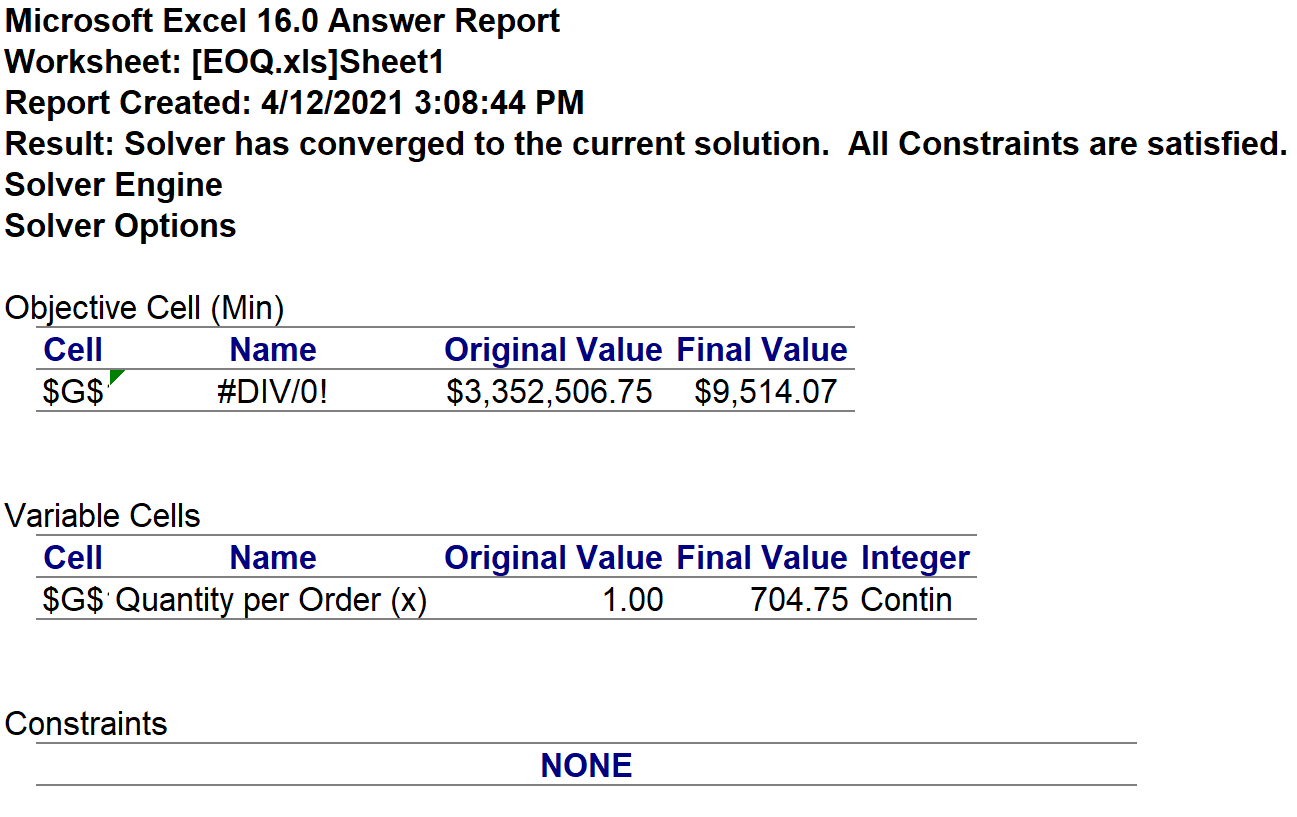 Microsoft Excel 16.0 Answer Report
Worksheet: [EOQ.xls]Sheet1
Report Created: 4/12/2021 3:08:44 PM
Result: Solver has converged to the current solution.  All Constraints are satisfied.
Solver Engine
Solver Options
Objective Cell (Min)
Cell Name Original Value Final Value
$G$ #DIV/0! $3,352,506.75 $9,514.07
Variable Cells
Cell Name Original Value Final Value Integer
$G$ Quantity per Order (x) 1.00 704.75 Contin
Constraints
NONE